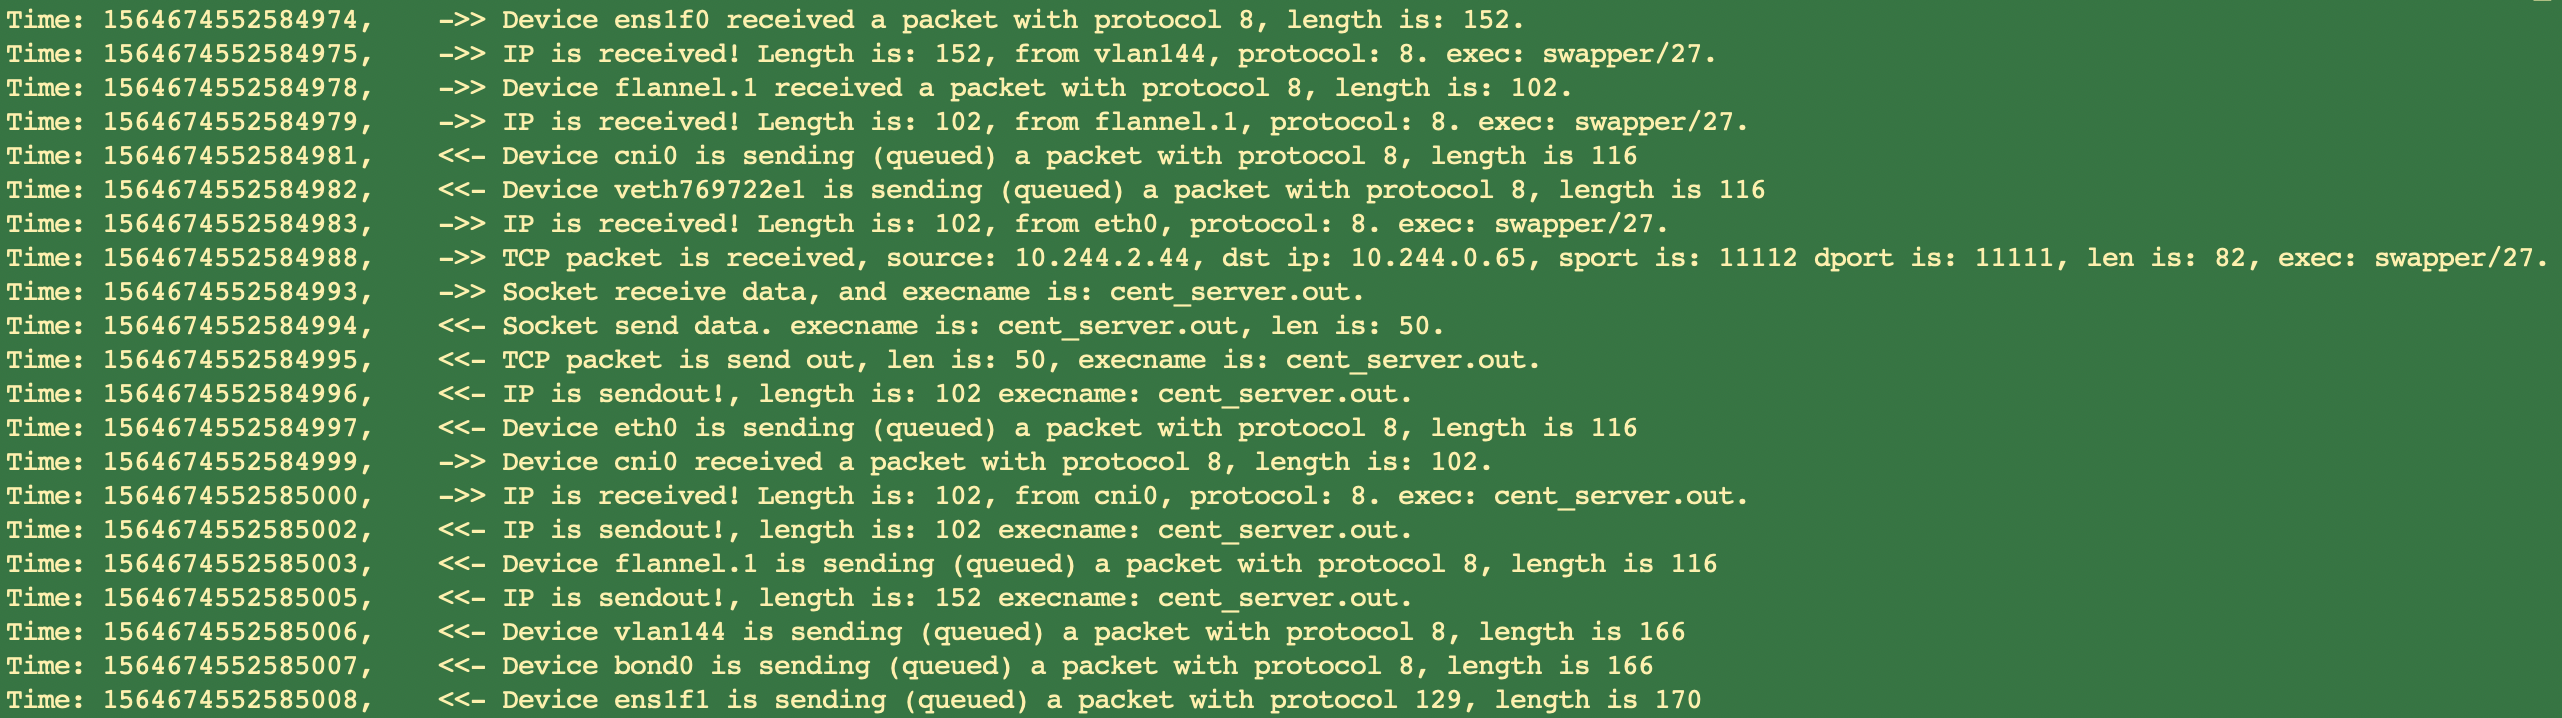 Time: 1564674552584974, ->> Device ens1f0 received a packet with protocol 8, length is: 152.
Time: 1564674552584975, ->> IP is received! Length is: 152, from vlan144, protocol: 8. exec: swapper/27.
Time: 1564674552584978, ->> Device flannel.1 received a packet with protocol 8, length is: 102.
Time: 1564674552584979, ->> IP is received! Length is: 102, from flannel.1, protocol: 8. exec: swapper/27.
Time: 1564674552584981, <<- Device cni0 is sending (queued) a packet with protocol 8, length is 116
Time: 1564674552584982, <<- Device veth769722e1 is sending (queued) a packet with protocol 8, length is 116
Time: 1564674552584983, ->> IP is received! Length is: 102, from eth0, protocol: 8. exec: swapper/27.
Time: 1564674552584988, ->> TCP packet is received, source: 10.244.2.44, dst ip: 10.244.0.65, sport is: 11112 dport is: 11111, len is: 82, exec: swapper/27.
Time: 1564674552584993, ->> Socket receive data, and execname is: cent_server.out.
Time: 1564674552584994, <<- Socket send data. execname is: cent_server.out, len is: 50.
Time: 1564674552584995, <<- TCP packet is send out, len is: 50, execname is: cent_server.out.
Time: 1564674552584996, <<- IP is sendout!, length is: 102 execname: cent_server.out.
Time: 1564674552584997, <<- Device eth0 is sending (queued) a packet with protocol 8, length is 116
Time: 1564674552584999, ->> Device cni0 received a packet with protocol 8, length is: 102.
Time: 1564674552585000, ->> IP is received! Length is: 102, from cni0, protocol: 8. exec: cent_server.out.
Time: 1564674552585002, <<- IP is sendout!, length is: 102 execname: cent_server.out.
Time: 1564674552585003, <<- Device flannel.1 is sending (queued) a packet with protocol 8, length is 116
Time: 1564674552585005, <<- IP is sendout!, length is: 152 execname: cent_server.out.
Time: 1564674552585006, <<- Device vlan144 is sending (queued) a packet with protocol 8, length is 166
Time: 1564674552585007, <<- Device bond0 is sending (queued) a packet with protocol 8, length is 166
Time: 1564674552585008, <<- Device ens1f1 is sending (queued) a packet with protocol 129, length is 170